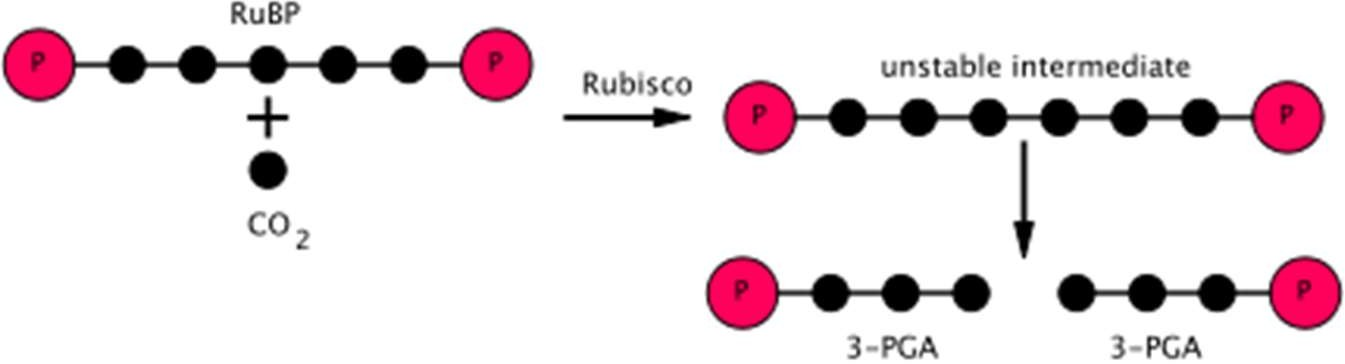 RuBP
P
P
CO2
Rubisco
unstable intermediate
P
P
P
P
3-PGA
3-PGA